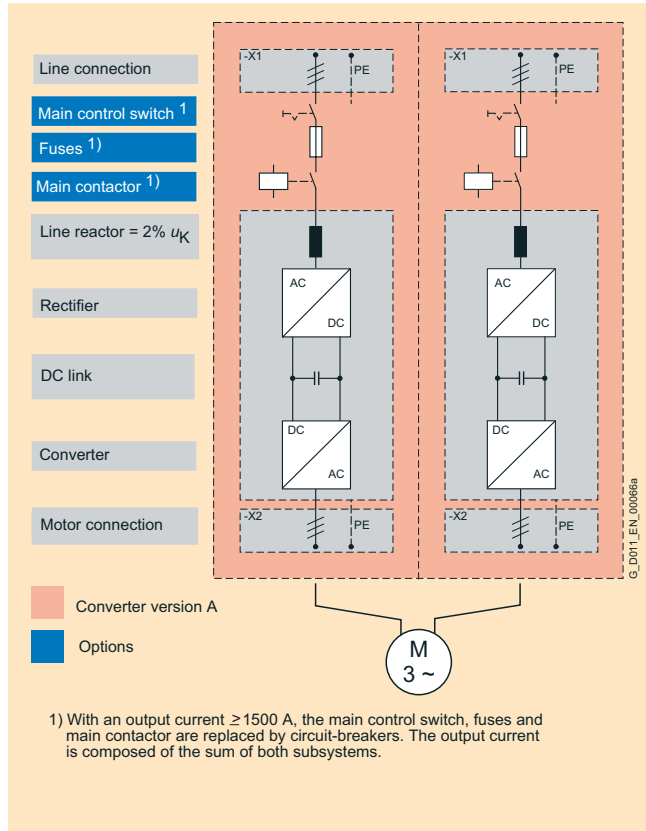 Line connection
Main control switch 1
Fuses 1)
Main contactor 1)
Line reactor = 2% uK
Rectifier
DC link
Converter
Motor connection
-X1
PE
AC
DC
DC
AC
-X2
PE
-X1
PE
AC
DC
DC
AC
-X2
PE
G_D011_EN_00066a
M
3 ~
Converter version A
Options
1) With an output current ≥1500 A, the main control switch, fuses and
main contactor are replaced by circuit-breakers. The output current
is composed of the sum of both subsystems.